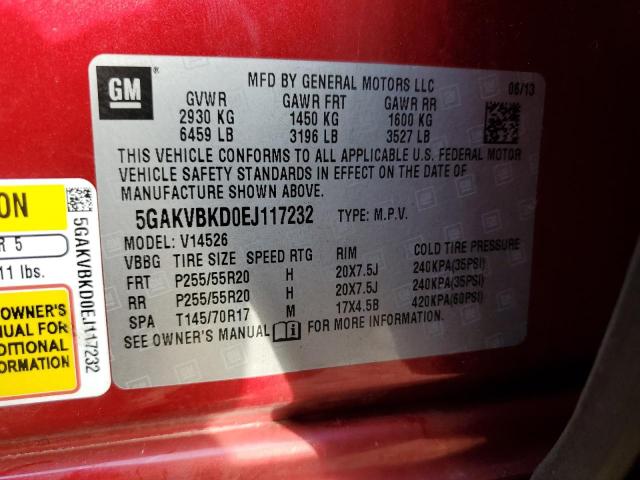 GM
MFD BY GENERAL MOTORS LLC
06/13
GVWR GAWR FRT GAWR RR
2930 KG 1450 KG 1600 KG
6459 LB 3196 LB 3527 LB
THIS VEHICLE CONFORMS TO ALL APPLICABLE U.S. FEDERAL MOTOR
VEHICLE SAFETY STANDARDS IN EFFECT ON THE DATE OF
MANUFACTURE SHOWN ABOVE.
5GAKVBKD0EJ117232 TYPE: M.P.V.
MODEL: V14526
VBBG TIRE SIZE SPEED RTG RIM COLD TIRE PRESSURE
FRT P255/55R20 H 20X7.5J 240KPA(35PSI)
RR P255/55R20 H 20X7.5J 240KPA(35PSI)
SPA T145/70R17 M 17X4.5B 420KPA(60PSI)
SEE OWNER'S MANUAL FOR MORE INFORMATION.
ON
R 5
11 lbs.
OWNER'S
NUAL FOR
DITIONAL
ORMATION
5GAKVBKD0EJ117232